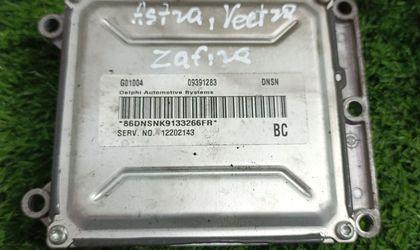 Astra, Vectra
Zafira
G01004 09391283 DNSN
Delphi Automotive Systems
*86DNSNK9133266FR*
SERV. NO. 12202143 BC